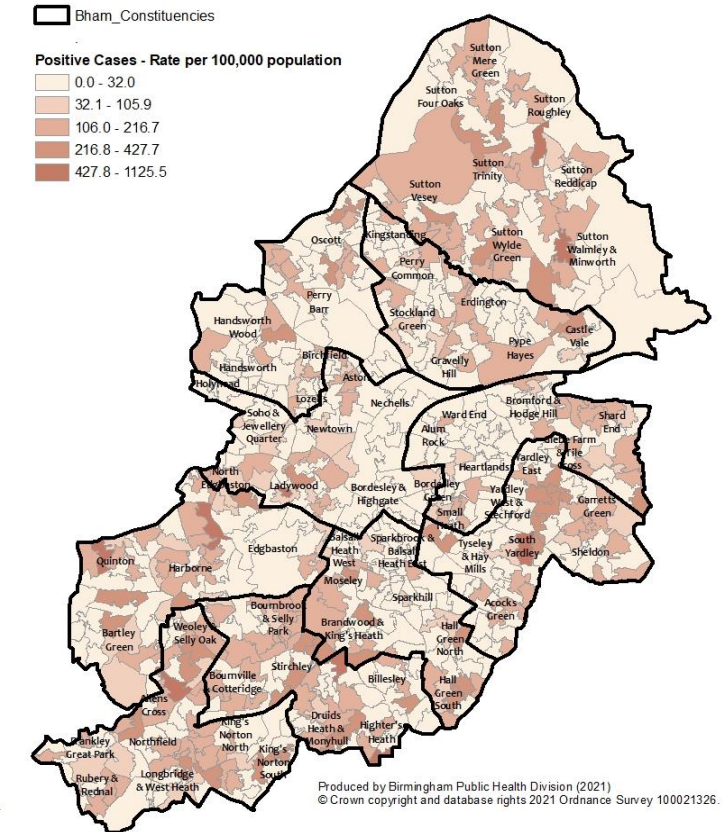 Bham_Constituencies
.
Positive Cases - Rate per 100,000 population
0.0 - 32.0
32.1 - 105.9
106.0 - 216.7
216.8 - 427.7
427.8 - 1125.5
Sutton
Mere
Green
Sutton
Four Oaks
Sutton
Roughley
Sutton
Trinity
Sutton
Reddicap
Sutton
Vesey
Oscott
Kingstanding
Sutton
Wylde
Green
Sutton
Walmley &
Minworth
Perry
Common
Perry
Barr
Erdington
Stockland
Green
Handsworth
Wood
Castle
Vale
Pype
Hayes
Birchfield
Gravelly
Hill
Handsworth
Holyhead
Aston
Lozells
Nechells
Bromford &
Hodge Hill
Soho &
Jewellery
Quarter
Newtown
Ward End
Shard
End
Alum
Rock
Glebe Farm
& Tile
Cross
Heartlands
Yardley
East
North
Edgbaston
Ladywood
Bordesley &
Highgate
Bordesley
Green
Yardley
West &
Stechford
Garretts
Green
Small
Heath
Quinton
Harborne
Edgbaston
Balsall
Heath
West
Sparkbrook &
Balsall
Heath East
Tyseley
& Hay
Mills
South
Yardley
Sheldon
Moseley
Sparkhill
Acocks
Green
Bournbrook
& Selly
Park
Brandwood &
King's Heath
Bartley
Green
Weoley &
Selly Oak
Hall
Green
North
Stirchley
Bournville
& Cotteridge
Billesley
Hall
Green
South
Allens
Cross
Druids
Heath &
Monyhull
Highter's
Heath
King's
Norton
North
King's
Norton
South
Frankley
Great Park
Northfield
Rubery &
Rednal
Longbridge
& West Heath
Produced by Birmingham Public Health Division (2021)
© Crown copyright and database rights 2021 Ordnance Survey 100021326.